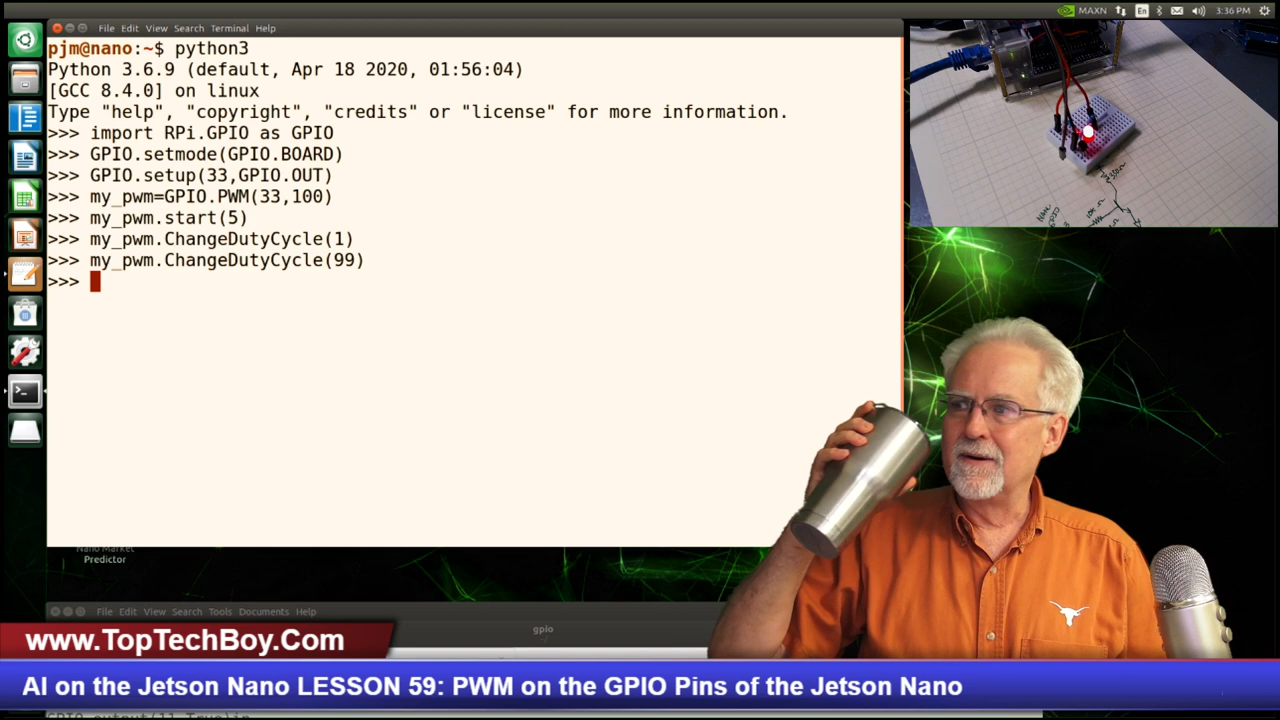 File Edit View Search Terminal Help
MAXN En 3:36 PM
pjm@nano:~$ python3
Python 3.6.9 (default, Apr 18 2020, 01:56:04)
[GCC 8.4.0] on linux
Type "help", "copyright", "credits" or "license" for more information.
>>> import RPi.GPIO as GPIO
>>> GPIO.setmode(GPIO.BOARD)
>>> GPIO.setup(33,GPIO.OUT)
>>> my_pwm=GPIO.PWM(33,100)
>>> my_pwm.start(5)
>>> my_pwm.ChangeDutyCycle(1)
>>> my_pwm.ChangeDutyCycle(99)
>>>
Nano Market
Predictor
File Edit View Search Tools Documents Help
gpio
www.TopTechBoy.Com
AI on the Jetson Nano LESSON 59: PWM on the GPIO Pins of the Jetson Nano